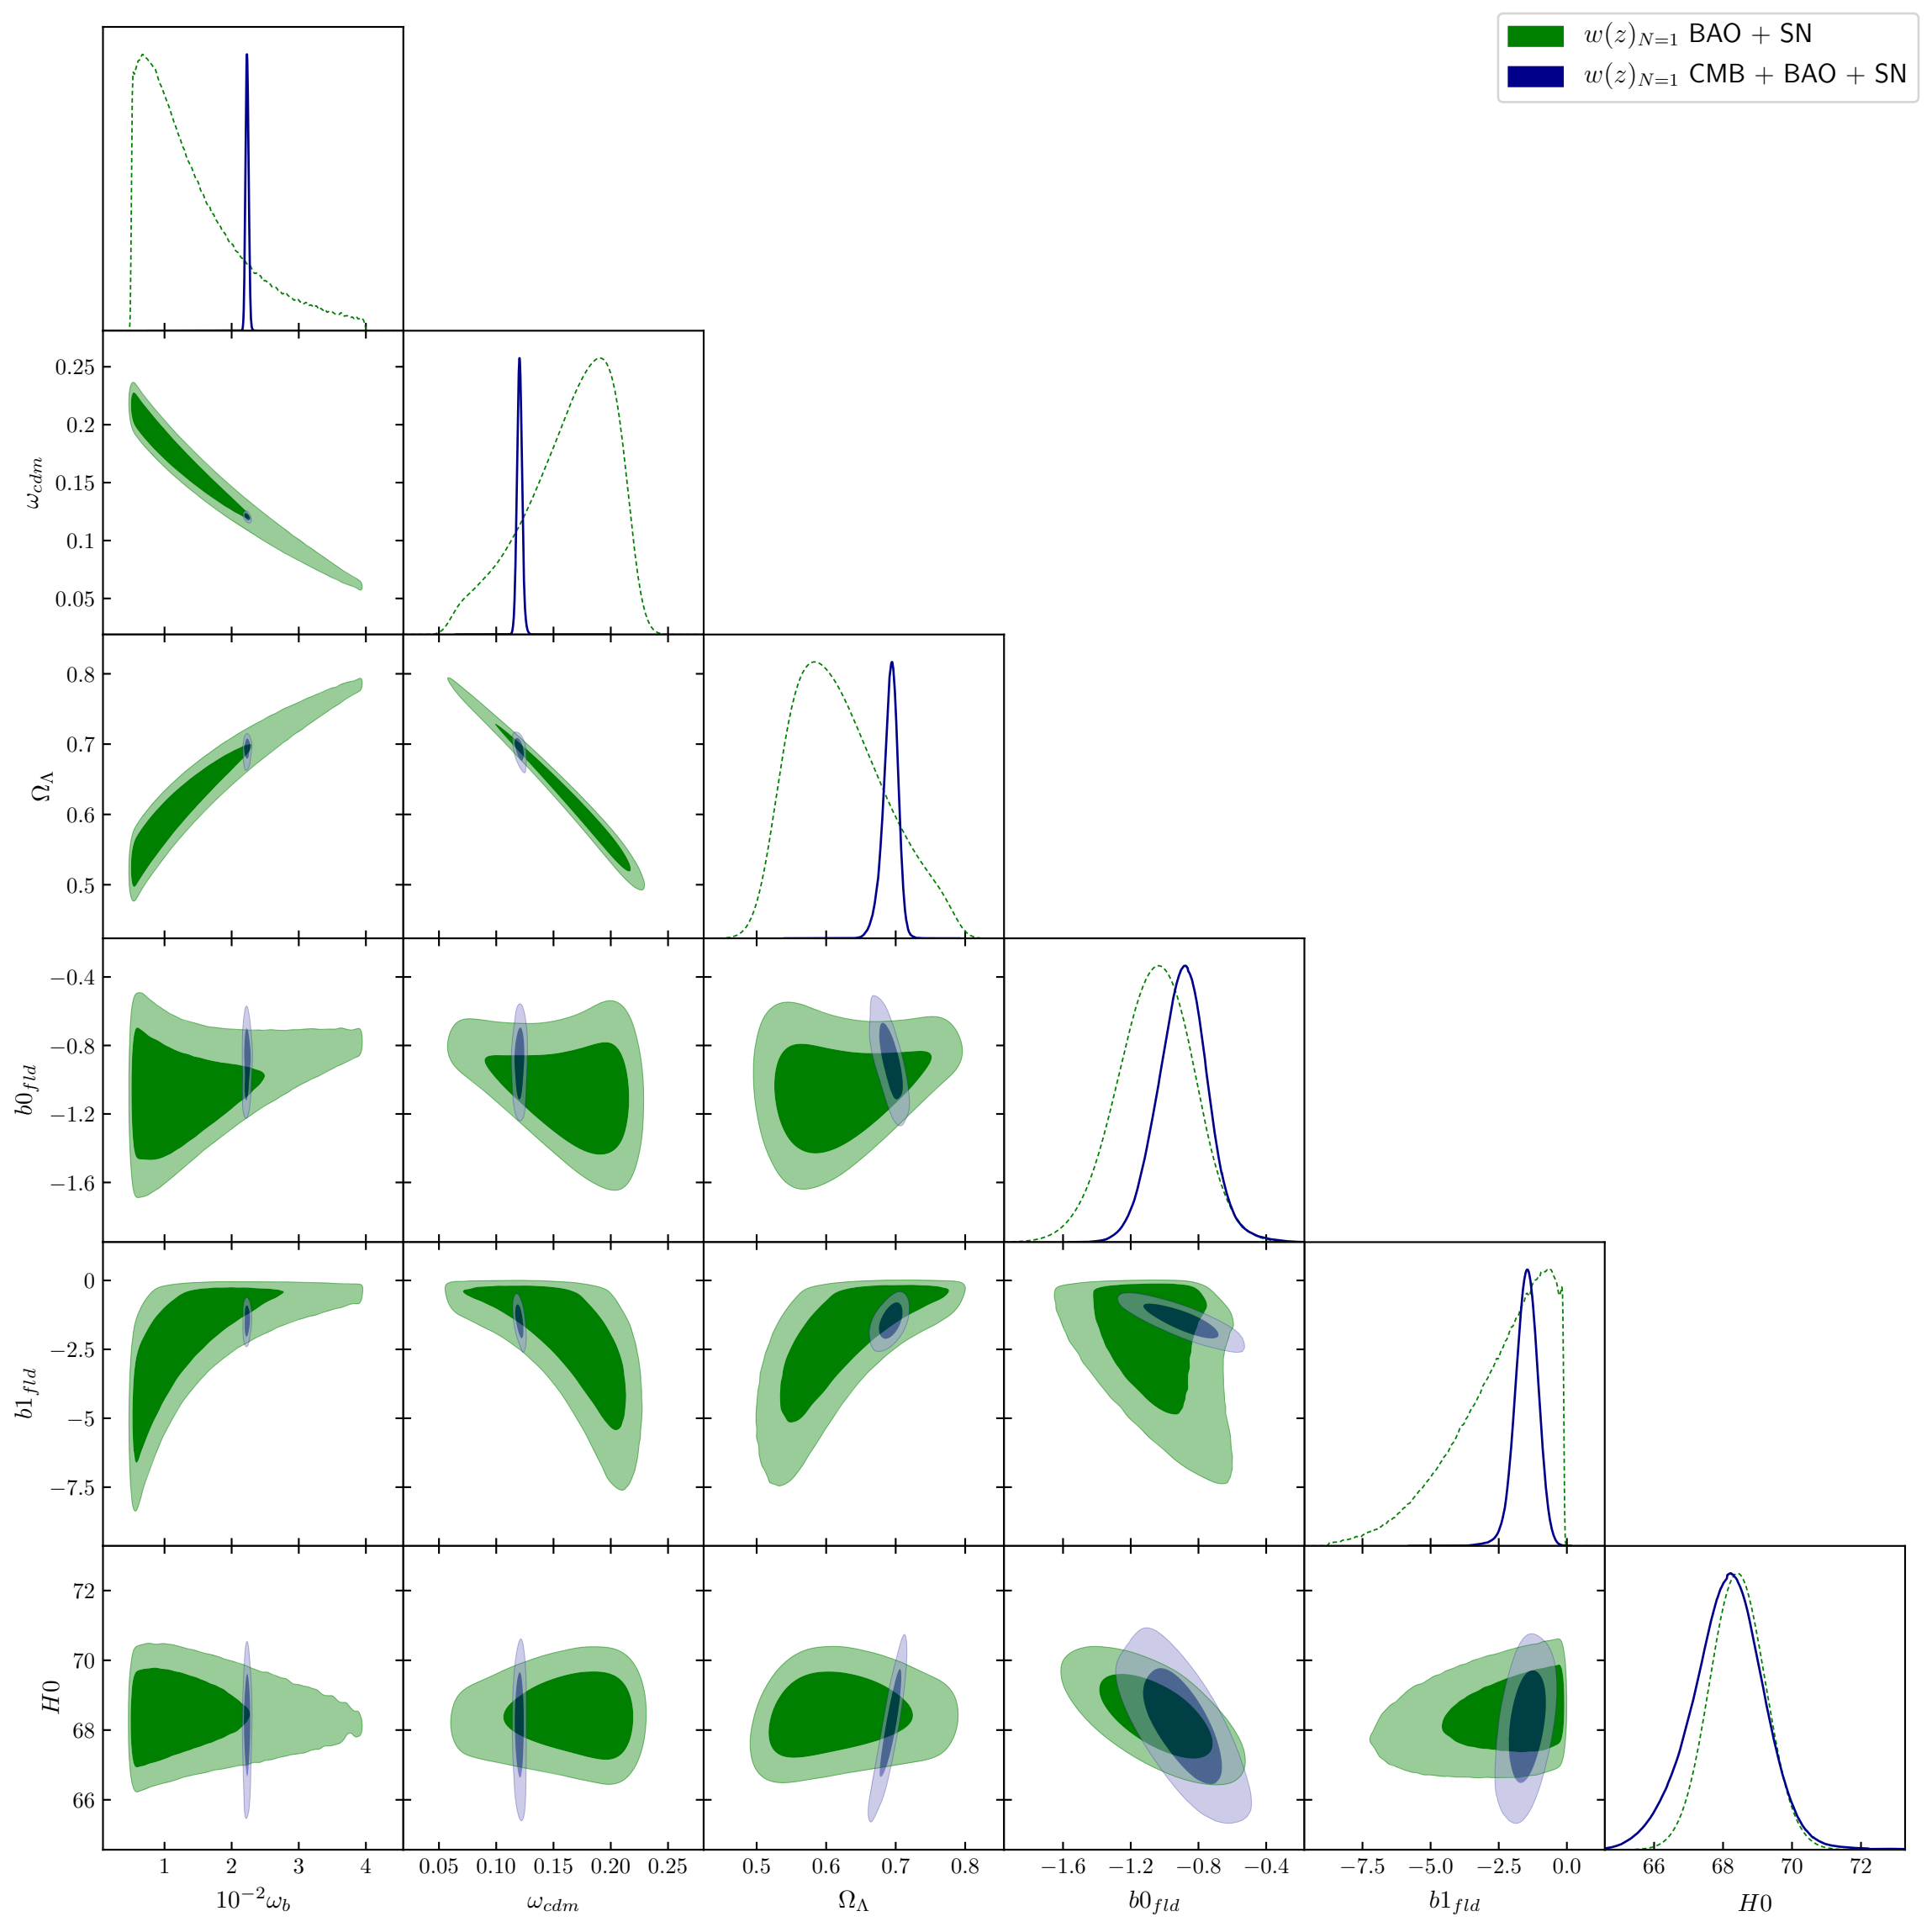 w(z)_{N=1} BAO + SN
w(z)_{N=1} CMB + BAO + SN
0.25
0.2
0.15
0.1
0.05
ω_{cdm}
0.8
0.7
0.6
0.5
Ω_Λ
−0.4
−0.8
−1.2
−1.6
b0_{fld}
0
−2.5
−5
−7.5
b1_{fld}
72
70
68
66
H0
1 2 3 4
10^{−2}ω_b
0.05 0.10 0.15 0.20 0.25
ω_{cdm}
0.5 0.6 0.7 0.8
Ω_Λ
−1.6 −1.2 −0.8 −0.4
b0_{fld}
−7.5 −5.0 −2.5 0.0
b1_{fld}
66 68 70 72
H0